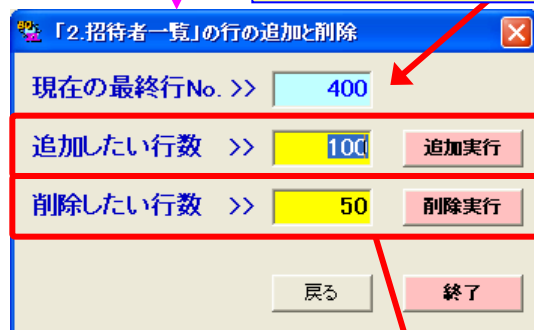 「2.招待者一覧」の行の追加と削除
現在の最終行No. >> 400
追加したい行数 >> 100 追加実行
削除したい行数 >> 50 削除実行
戻る 終了